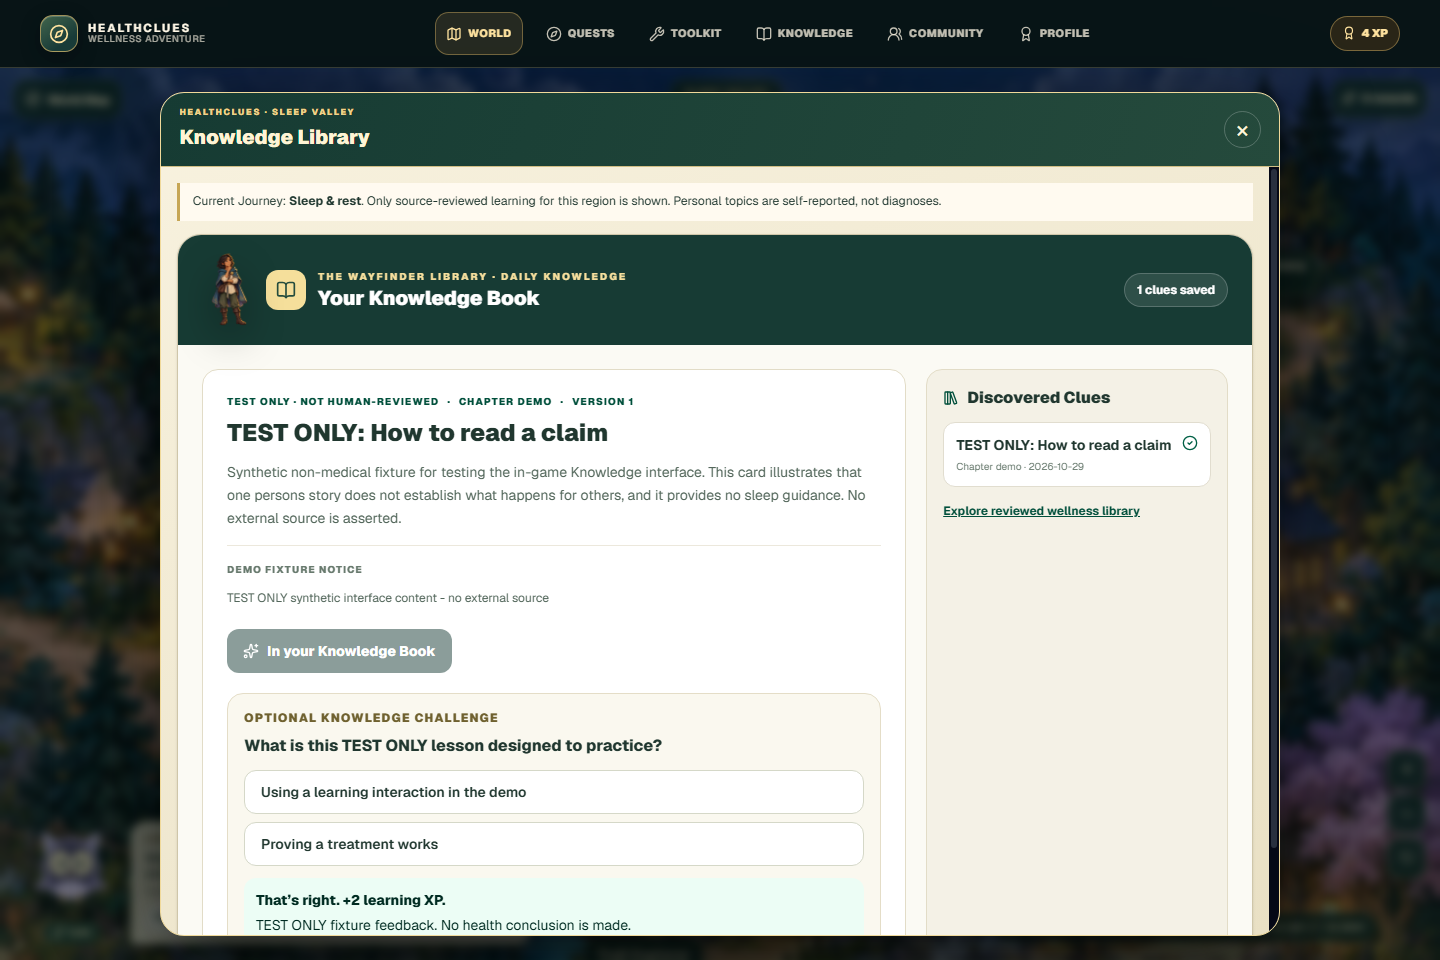 HEALTHCLUES
WELLNESS ADVENTURE
WORLD
QUESTS
TOOLKIT
KNOWLEDGE
COMMUNITY
PROFILE
4 XP
HEALTHCLUES · SLEEP VALLEY
Knowledge Library
×
Current Journey: Sleep & rest. Only source-reviewed learning for this region is shown. Personal topics are self-reported, not diagnoses.
THE WAYFINDER LIBRARY · DAILY KNOWLEDGE
Your Knowledge Book
1 clues saved
TEST ONLY · NOT HUMAN-REVIEWED · CHAPTER DEMO · VERSION 1
TEST ONLY: How to read a claim
Synthetic non-medical fixture for testing the in-game Knowledge interface. This card illustrates that
one persons story does not establish what happens for others, and it provides no sleep guidance. No
external source is asserted.
DEMO FIXTURE NOTICE
TEST ONLY synthetic interface content - no external source
In your Knowledge Book
OPTIONAL KNOWLEDGE CHALLENGE
What is this TEST ONLY lesson designed to practice?
Using a learning interaction in the demo
Proving a treatment works
That's right. +2 learning XP.
TEST ONLY fixture feedback. No health conclusion is made.
Discovered Clues
TEST ONLY: How to read a claim
Chapter demo · 2026-10-29
Explore reviewed wellness library